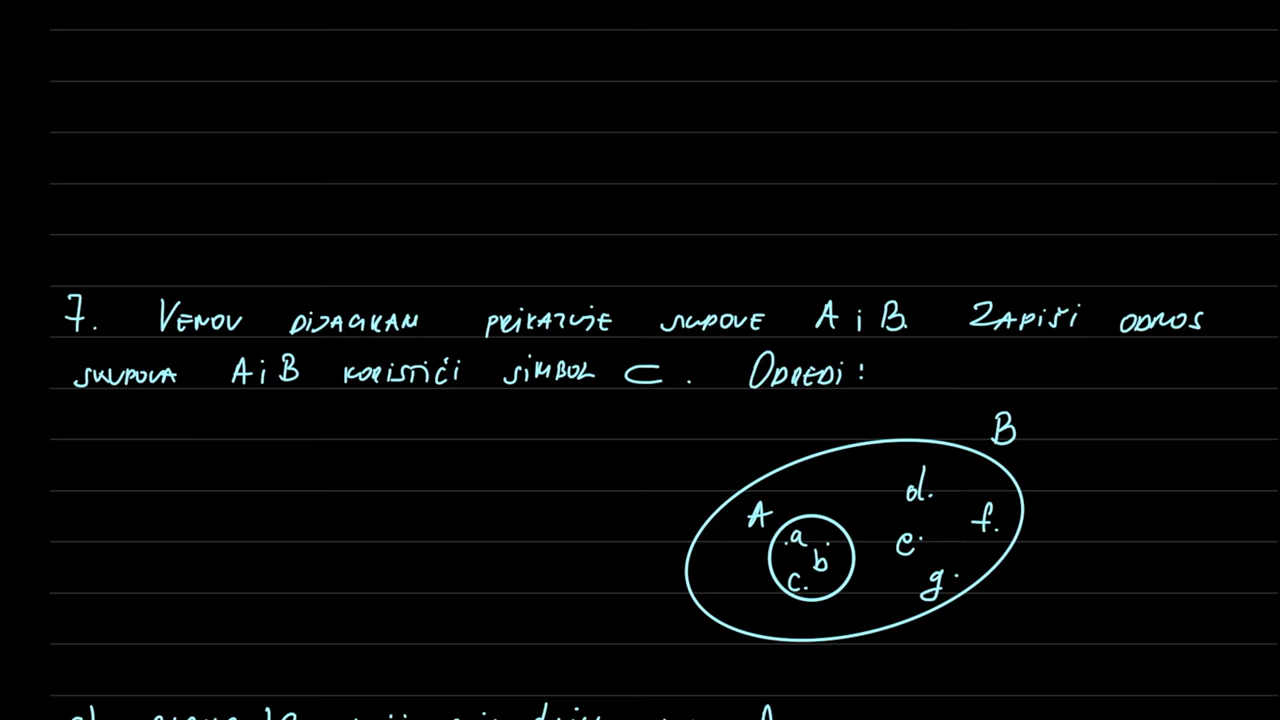 7. VENOV DIJAGRAM PRIKAZUJE SKUPOVE A i B. ZAPIŠI ODNOS
SKUPOVA A i B KORISTIĆI SIMBOL ⊂. ODREDI:
B
d.
A
f.
a
e.
b
c.
g.